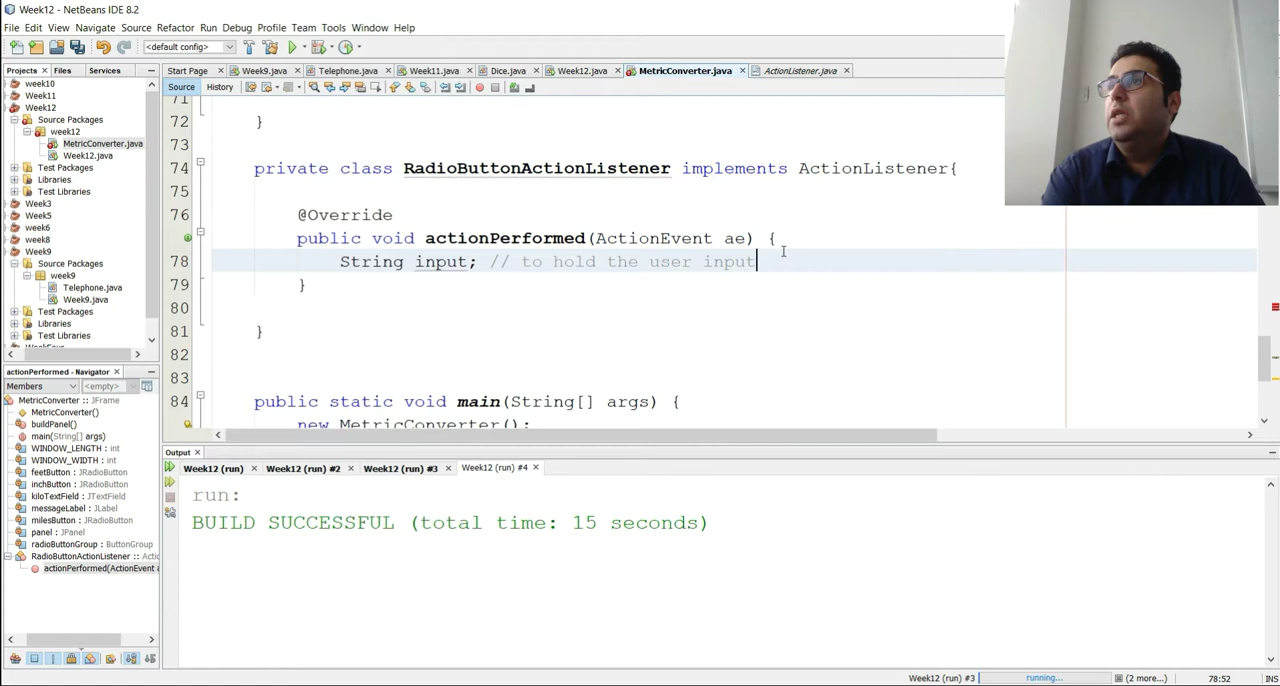 Week12 - NetBeans IDE 8.2
File Edit View Navigate Source Refactor Run Debug Profile Team Tools Window Help
<default config>
Projects Files Services
Start Page Week9.java Telephone.java Week11.java Dice.java Week12.java MetricConverter.java ActionListener.java
Source History
week10
Week11
Week12
Source Packages
week12
MetricConverter.java
Week12.java
Test Packages
Libraries
Test Libraries
Week3
Week5
week6
week8
Week9
Source Packages
week9
Telephone.java
Week9.java
Test Packages
Libraries
Test Libraries
71
72 }
73
74 private class RadioButtonActionListener implements ActionListener{
75
76 @Override
public void actionPerformed(ActionEvent ae) {
78 String input; // to hold the user input
79 }
80
81 }
82
83
84 public static void main(String[] args) {
new MetricConverter();
actionPerformed - Navigator
Members <empty>
MetricConverter :: JFrame
MetricConverter()
buildPanel()
main(String[] args)
WINDOW_LENGTH : int
WINDOW_WIDTH : int
feetButton : JRadioButton
inchButton : JRadioButton
kiloTextField : JTextField
messageLabel : JLabel
milesButton : JRadioButton
panel : JPanel
radioButtonGroup : ButtonGroup
RadioButtonActionListener :: Actio
actionPerformed(ActionEvent a
Output
Week12 (run) Week12 (run) #2 Week12 (run) #3 Week12 (run) #4
run:
BUILD SUCCESSFUL (total time: 15 seconds)
Week12 (run) #3 running... (2 more...) 78:52 INS